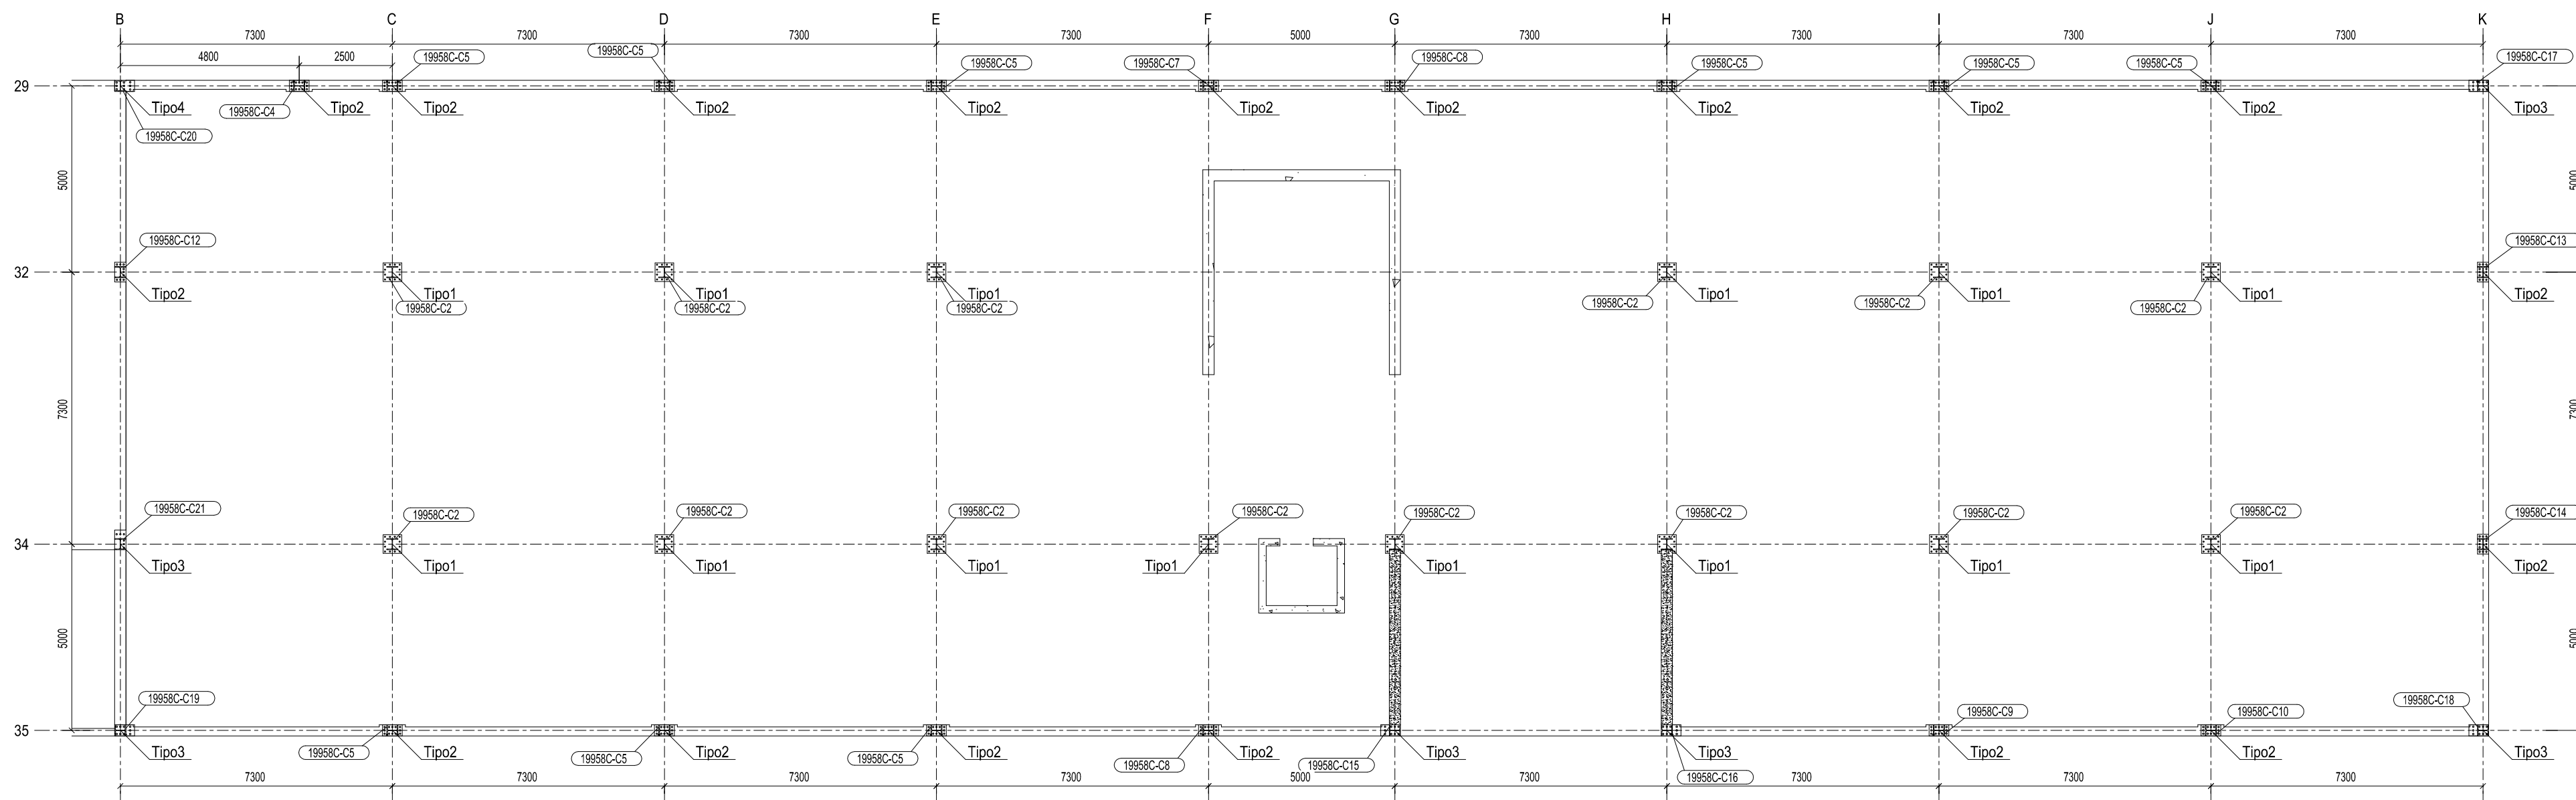 B C D E F G H I J K
7300 7300 7300 7300 5000 7300 7300 7300 7300
4800 2500
19958C-C5 19958C-C5 19958C-C5 19958C-C7 19958C-C8 19958C-C5 19958C-C5 19958C-C5 19958C-C17
29
Tipo4 19958C-C4 Tipo2 Tipo2 Tipo2 Tipo2 Tipo2 Tipo2 Tipo2 Tipo2 Tipo2 Tipo3
19958C-C20
5000 5000
19958C-C12 19958C-C13
32
Tipo2 Tipo1 Tipo1 Tipo1 Tipo1 Tipo1 Tipo1 Tipo2
19958C-C2 19958C-C2 19958C-C2 19958C-C2 19958C-C2 19958C-C2
7300 7300
19958C-C21 19958C-C2 19958C-C2 19958C-C2 19958C-C2 19958C-C2 19958C-C2 19958C-C2 19958C-C2 19958C-C14
34
Tipo3 Tipo1 Tipo1 Tipo1 Tipo1 Tipo1 Tipo1 Tipo1 Tipo1 Tipo2
5000 5000
19958C-C19 19958C-C9 19958C-C10 19958C-C18
35
Tipo3 19958C-C5 Tipo2 19958C-C5 Tipo2 19958C-C5 Tipo2 19958C-C8 Tipo2 19958C-C15 Tipo3 Tipo3 Tipo2 Tipo2 Tipo3
19958C-C16
7300 7300 7300 7300 5000 7300 7300 7300 7300